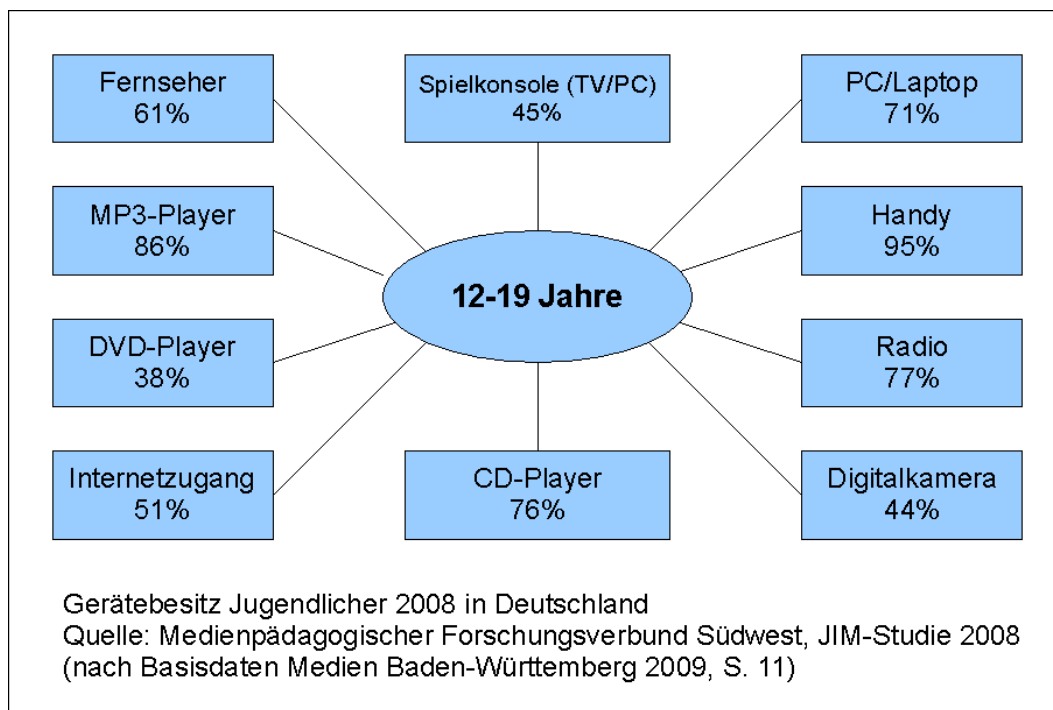 Fernseher
61%
Spielkonsole (TV/PC)
45%
PC/Laptop
71%
MP3-Player
86%
Handy
95%
12-19 Jahre
DVD-Player
38%
Radio
77%
Internetzugang
51%
CD-Player
76%
Digitalkamera
44%
Gerätebesitz Jugendlicher 2008 in Deutschland
Quelle: Medienpädagogischer Forschungsverbund Südwest, JIM-Studie 2008
(nach Basisdaten Medien Baden-Württemberg 2009, S. 11)